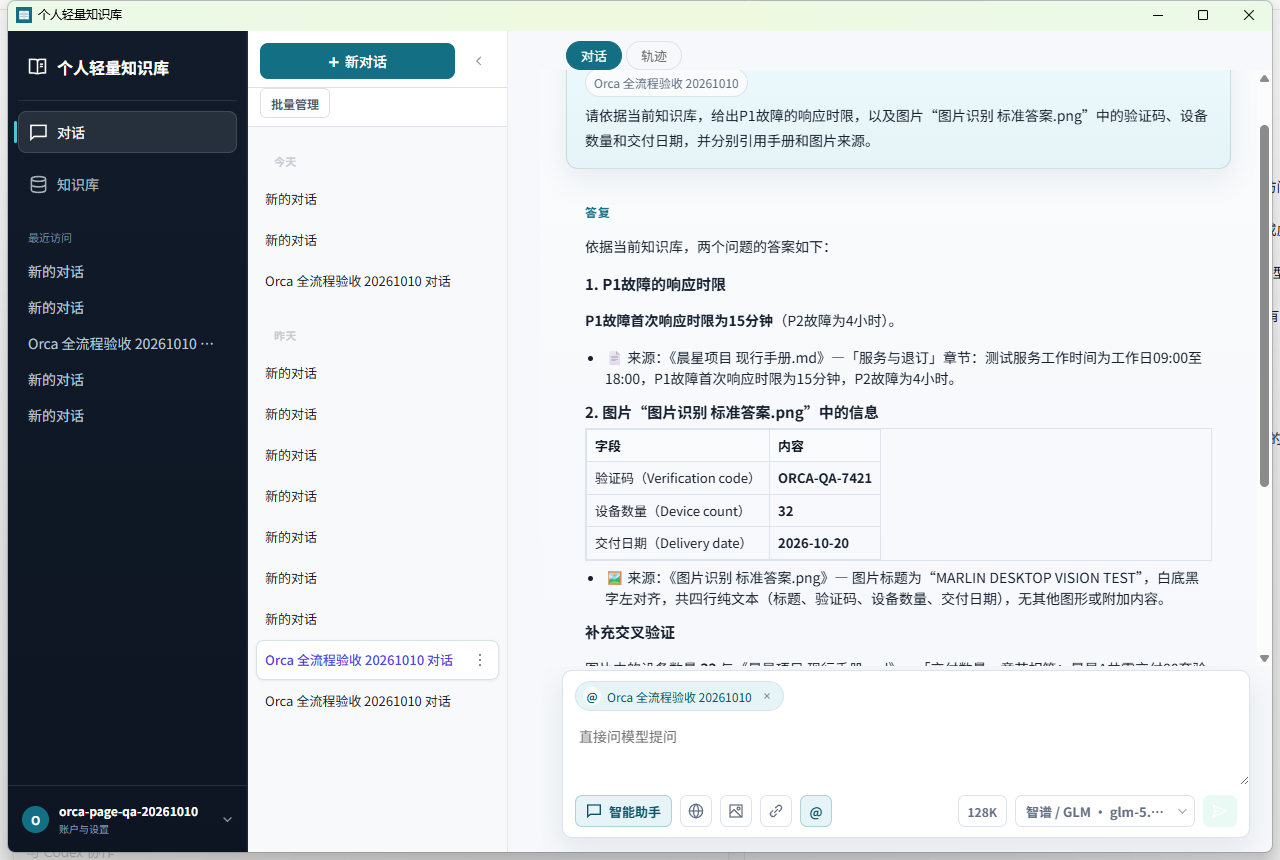 个人轻量知识库
个人轻量知识库
对话
知识库
最近访问
新的对话
新的对话
Orca 全流程验收 20261010 ···
新的对话
新的对话
orca-page-qa-20261010
账户与设置
+ 新对话
批量管理
今天
新的对话
新的对话
Orca 全流程验收 20261010 对话
昨天
新的对话
新的对话
新的对话
新的对话
新的对话
新的对话
新的对话
Orca 全流程验收 20261010 对话
Orca 全流程验收 20261010 对话
对话 轨迹
Orca 全流程验收 20261010
请依据当前知识库，给出P1故障的响应时限，以及图片“图片识别 标准答案.png”中的验证码、设备
数量和交付日期，并分别引用手册和图片来源。
答复
依据当前知识库，两个问题的答案如下：
1. P1故障的响应时限
P1故障首次响应时限为15分钟（P2故障为4小时）。
来源：《晨星项目 现行手册.md》—「服务与退订」章节：测试服务工作时间为工作日09:00至
18:00，P1故障首次响应时限为15分钟，P2故障为4小时。
2. 图片“图片识别 标准答案.png”中的信息
字段 内容
验证码（Verification code） ORCA-QA-7421
设备数量（Device count） 32
交付日期（Delivery date） 2026-10-20
来源：《图片识别 标准答案.png》— 图片标题为“MARLIN DESKTOP VISION TEST”，白底黑
字左对齐，共四行纯文本（标题、验证码、设备数量、交付日期），无其他图形或附加内容。
补充交叉验证
@ Orca 全流程验收 20261010 ×
直接问模型提问
智能助手 @ 128K 智谱 / GLM · glm-5.···